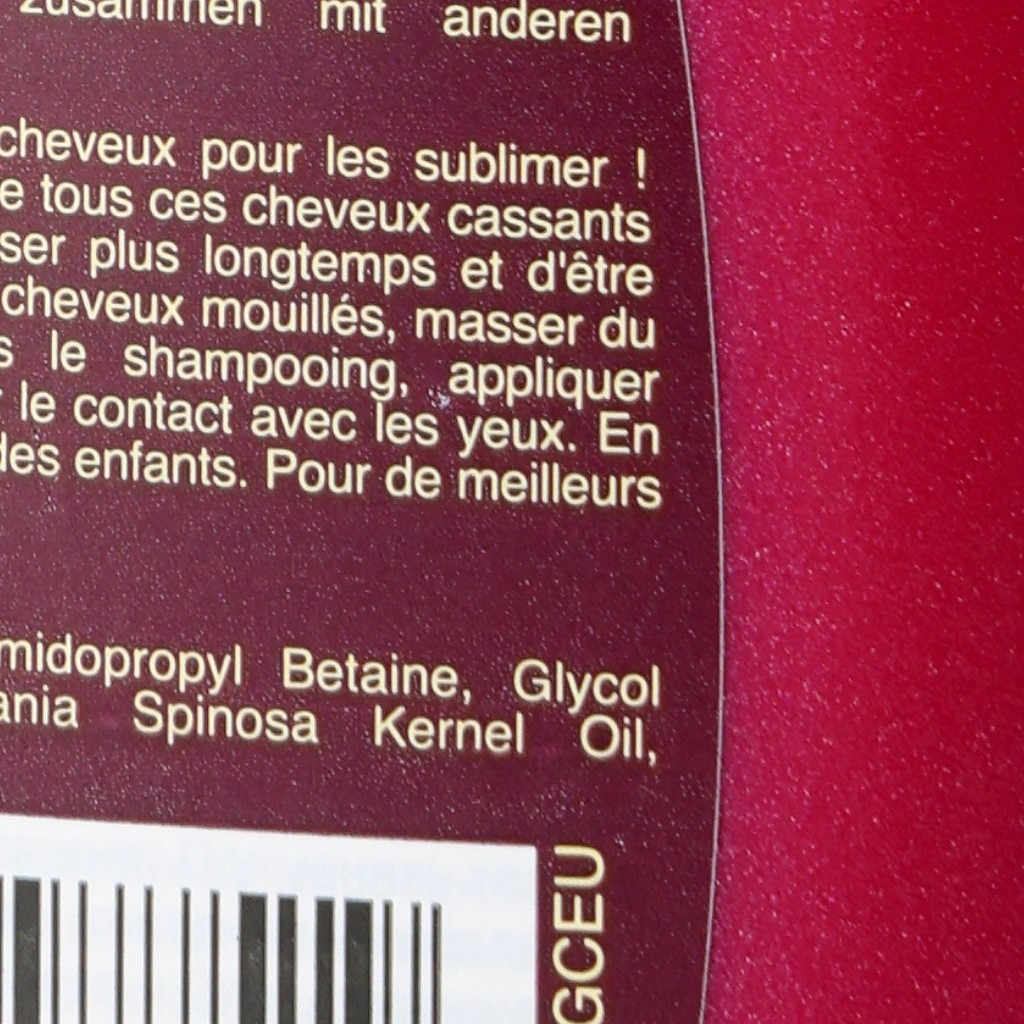 zusammen mit anderen
cheveux pour les sublimer !
e tous ces cheveux cassants
ser plus longtemps et d'être
cheveux mouillés, masser du
s le shampooing, appliquer
le contact avec les yeux. En
des enfants. Pour de meilleurs
midopropyl Betaine, Glycol
ania Spinosa Kernel Oil,
GCEU